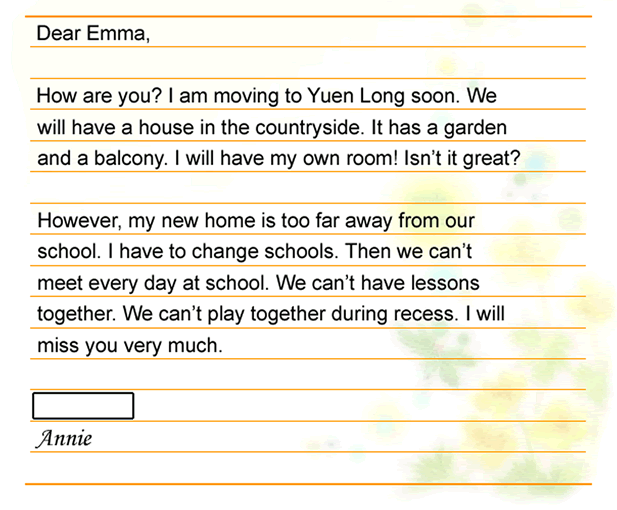 Dear Emma,
How are you? I am moving to Yuen Long soon. We
will have a house in the countryside. It has a garden
and a balcony. I will have my own room! Isn't it great?
However, my new home is too far away from our
school. I have to change schools. Then we can't
meet every day at school. We can't have lessons
together. We can't play together during recess. I will
miss you very much.
Annie